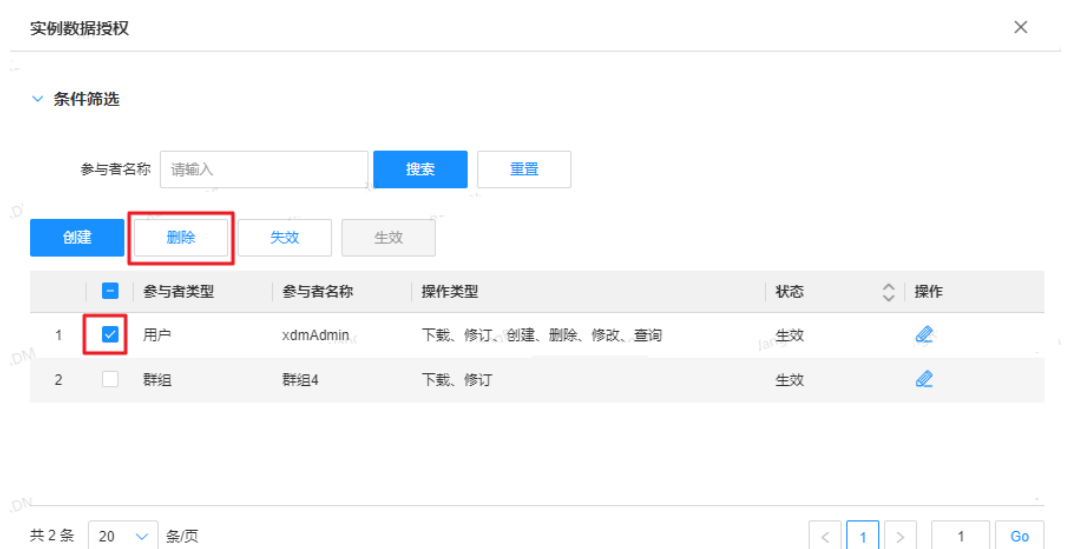 实例数据授权
条件筛选
参与者名称 请输入 搜索 重置
创建 删除 失效 生效
参与者类型 参与者名称 操作类型 状态 操作
1 用户 xdmAdmin 下载、修订、创建、删除、修改、查询 生效
2 群组 群组4 下载、修订 生效
共 2 条 20 条/页 < 1 > 1 Go